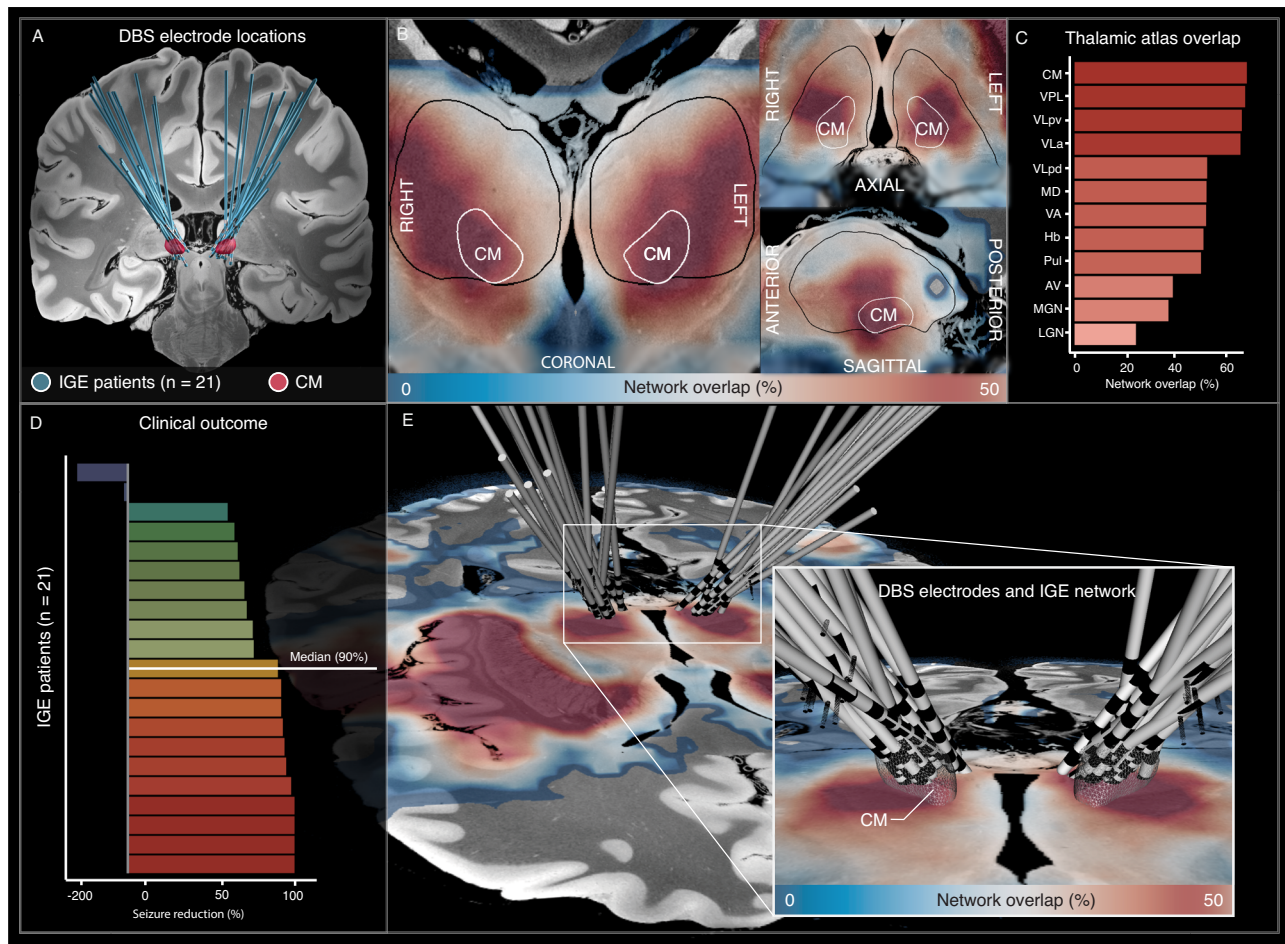 A
DBS electrode locations
IGE patients (n = 21)
CM
B
RIGHT
LEFT
CM
CM
CORONAL
RIGHT
LEFT
CM
CM
AXIAL
ANTERIOR
POSTERIOR
CM
SAGITTAL
0
Network overlap (%)
50
C
Thalamic atlas overlap
CM
VPL
VLpv
VLa
VLpd
MD
VA
Hb
Pul
AV
MGN
LGN
0 20 40 60
Network overlap (%)
D
Clinical outcome
IGE patients (n = 21)
Median (90%)
-200 0 50 100
Seizure reduction (%)
E
DBS electrodes and IGE network
CM
0
Network overlap (%)
50